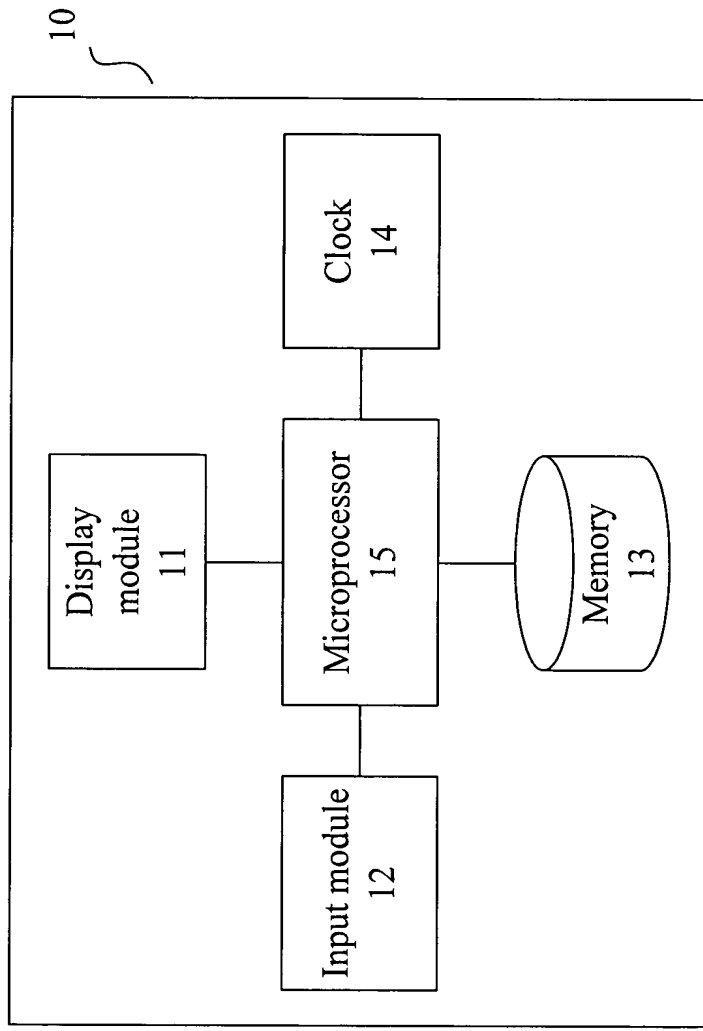 10
Display
module
11
Input module
12
Microprocessor
15
Clock
14
Memory
13